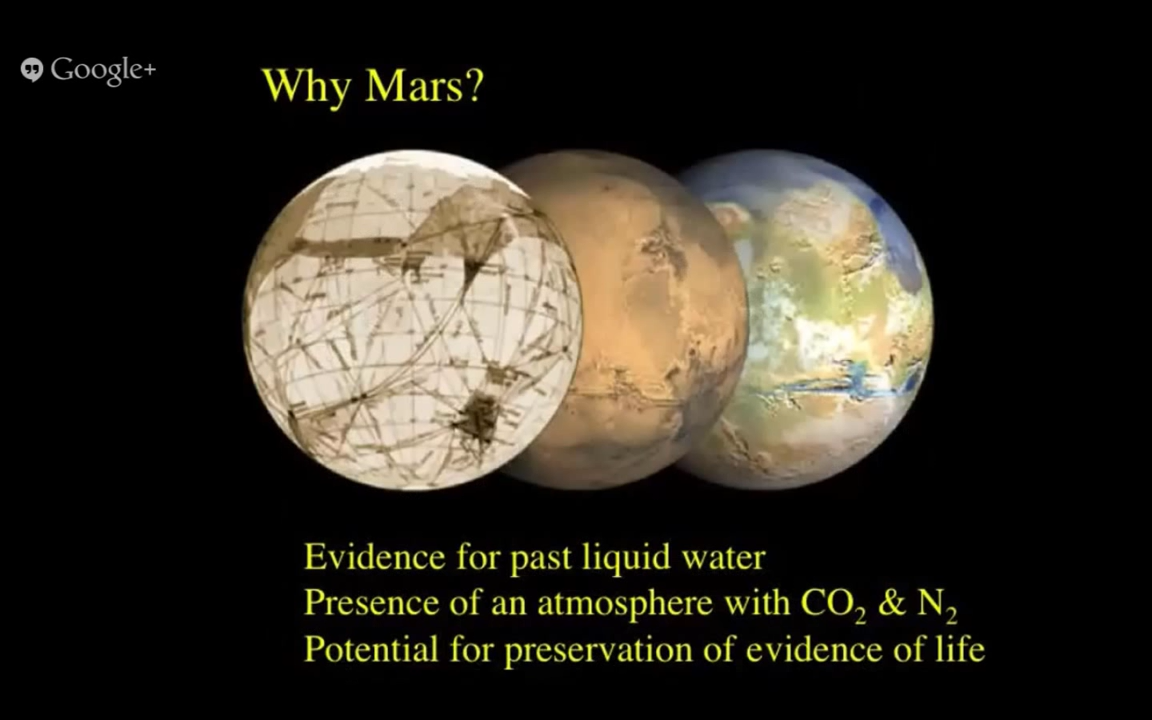 Google+
Why Mars?
Evidence for past liquid water
Presence of an atmosphere with CO₂ & N₂
Potential for preservation of evidence of life